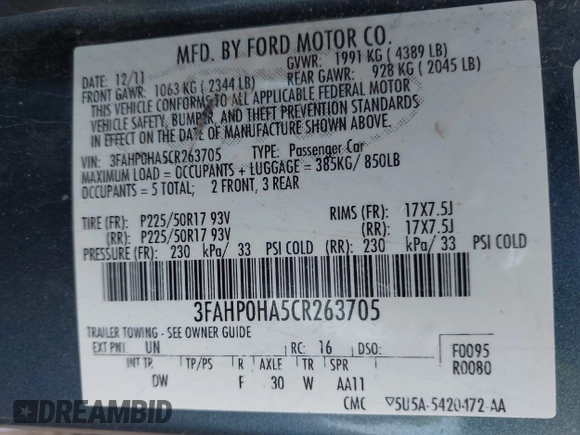 MFD. BY FORD MOTOR CO.
DATE: 12/11 GVWR: 1991 KG ( 4389 LB)
FRONT GAWR: 1063 KG ( 2344 LB) REAR GAWR: 928 KG ( 2045 LB)
THIS VEHICLE CONFORMS TO ALL APPLICABLE FEDERAL MOTOR
VEHICLE SAFETY, BUMPER, AND THEFT PREVENTION STANDARDS
IN EFFECT ON THE DATE OF MANUFACTURE SHOWN ABOVE.
VIN: 3FAHP0HA5CR263705 TYPE: Passenger Car
MAXIMUM LOAD = OCCUPANTS + LUGGAGE = 385KG/ 850LB
OCCUPANTS = 5 TOTAL; 2 FRONT, 3 REAR
TIRE (FR): P225/50R17 93V RIMS (FR): 17X7.5J
(RR): P225/50R17 93V (RR): 17X7.5J
PRESSURE (FR): 230 kPa/ 33 PSI COLD (RR): 230 kPa/ 33 PSI COLD
3FAHP0HA5CR263705
TRAILER TOWING - SEE OWNER GUIDE
EXT PNT: UN RC: 16 DSO: F0095
INT TR TP/PS R AXLE TR SPR R0080
DW F 30 W AA11
CMC ▽5U5A-5420472-AA
DREAMBID